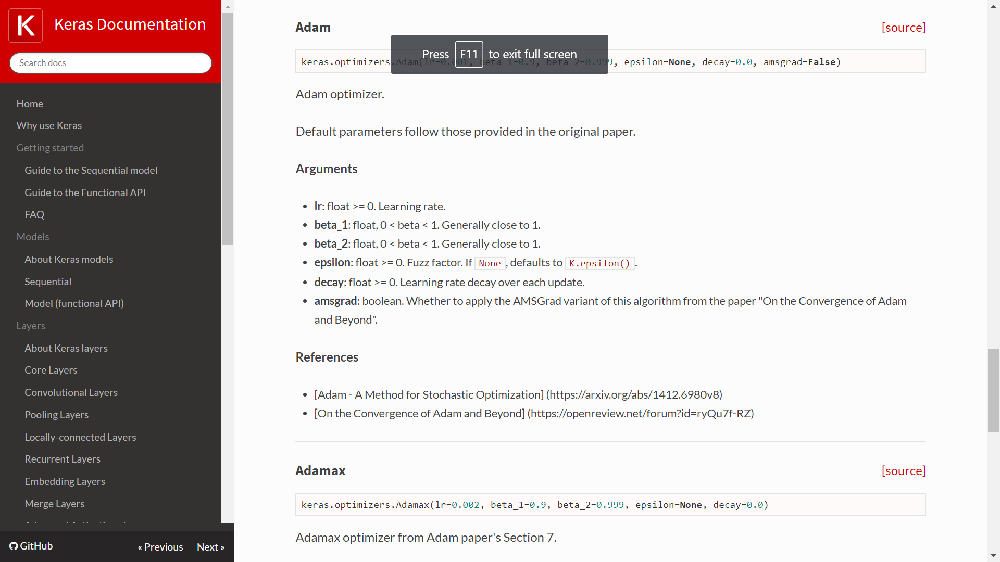 K Keras Documentation
Search docs
Home
Why use Keras
Getting started
Guide to the Sequential model
Guide to the Functional API
FAQ
Models
About Keras models
Sequential
Model (functional API)
Layers
About Keras layers
Core Layers
Convolutional Layers
Pooling Layers
Locally-connected Layers
Recurrent Layers
Embedding Layers
Merge Layers
GitHub
« Previous
Next »
Adam
[source]
Press F11 to exit full screen
keras.optimizers.Adam(lr=0.001, beta_1=0.9, beta_2=0.999, epsilon=None, decay=0.0, amsgrad=False)
Adam optimizer.
Default parameters follow those provided in the original paper.
Arguments
• lr: float >= 0. Learning rate.
• beta_1: float, 0 < beta < 1. Generally close to 1.
• beta_2: float, 0 < beta < 1. Generally close to 1.
• epsilon: float >= 0. Fuzz factor. If None, defaults to K.epsilon().
• decay: float >= 0. Learning rate decay over each update.
• amsgrad: boolean. Whether to apply the AMSGrad variant of this algorithm from the paper "On the Convergence of Adam
and Beyond".
References
• [Adam - A Method for Stochastic Optimization] (https://arxiv.org/abs/1412.6980v8)
• [On the Convergence of Adam and Beyond] (https://openreview.net/forum?id=ryQu7f-RZ)
Adamax
[source]
keras.optimizers.Adamax(lr=0.002, beta_1=0.9, beta_2=0.999, epsilon=None, decay=0.0)
Adamax optimizer from Adam paper's Section 7.